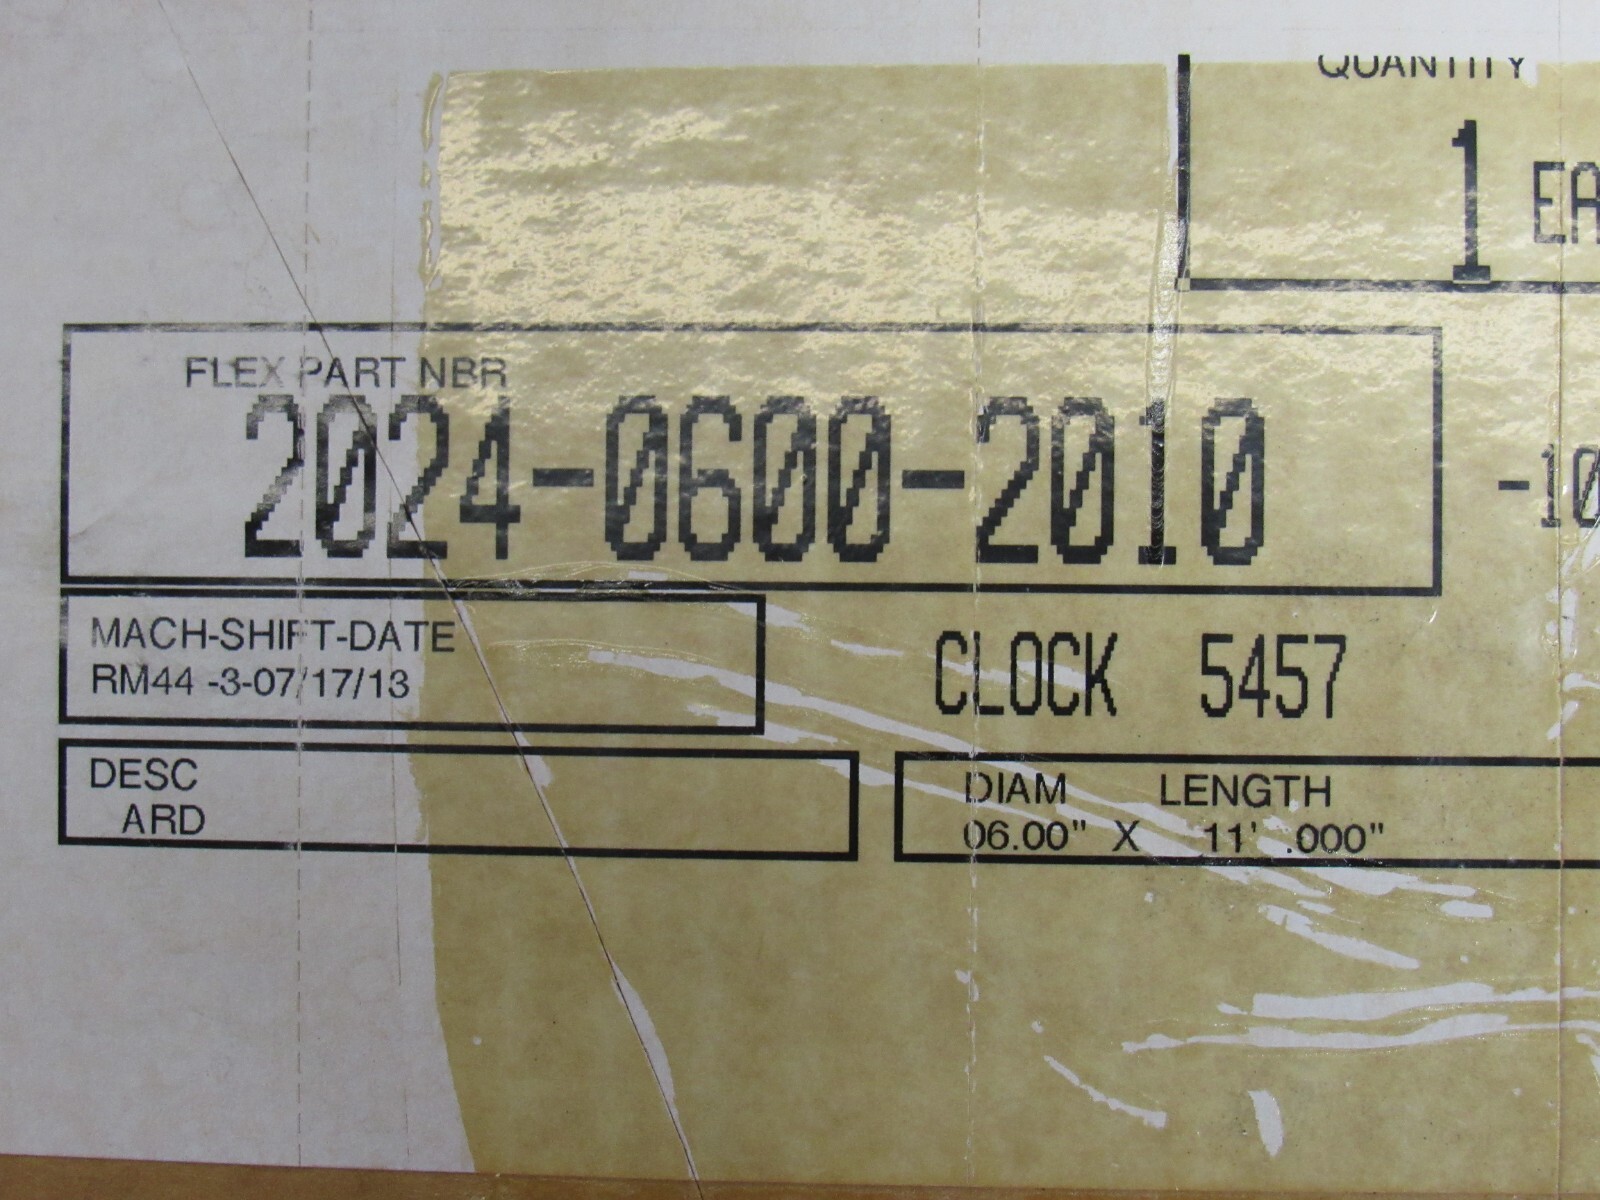 QUANTITY
1 EA
FLEX PART NBR
2024-0600-2010
-10
MACH-SHIFT-DATE
RM44 -3-07/17/13
CLOCK 5457
DESC
ARD
DIAM LENGTH
06.00" X 11' .000"